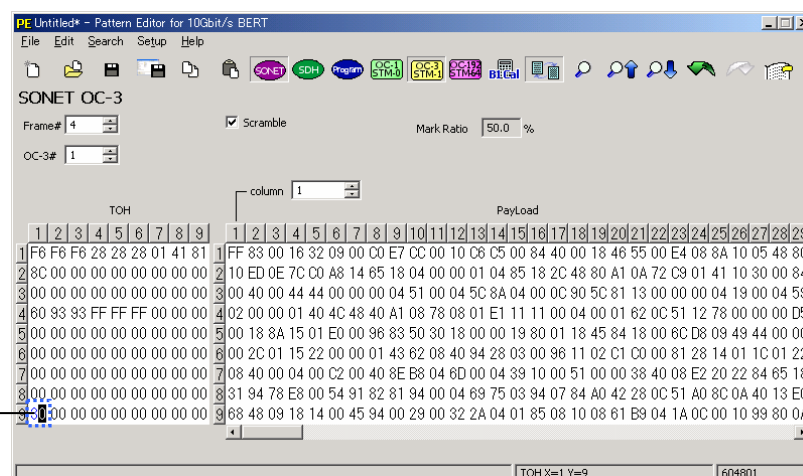 PE Untitled* - Pattern Editor for 10Gbit/s BERT
File Edit Search Setup Help
SONET SDH Program OC-1 STM-0 OC-3 STM-1 OC-192 STM64 BitCal
SONET OC-3
Frame# 4
Scramble
Mark Ratio 50.0 %
OC-3# 1
column 1
TOH PayLoad
1 2 3 4 5 6 7 8 9 1 2 3 4 5 6 7 8 9 10 11 12 13 14 15 16 17 18 19 20 21 22 23 24 25 26 27 28 29
1 F6 F6 F6 28 28 28 01 41 81 1 FF 83 00 16 32 09 00 C0 E7 CC 00 10 C6 C5 00 84 40 00 18 46 55 00 E4 08 8A 10 05 48 80
2 8C 00 00 00 00 00 00 00 00 2 10 ED 0E 7C C0 A8 14 65 18 04 00 00 01 04 85 18 2C 48 80 A1 0A 72 C9 01 41 10 30 00 84
3 00 00 00 00 00 00 00 00 00 3 00 40 00 44 44 00 00 00 04 51 00 04 5C 8A 04 00 0C 90 5C 81 13 00 00 00 04 19 00 04 59
4 60 93 93 FF FF FF 00 00 00 4 02 00 00 01 40 4C 48 40 A1 08 78 08 01 E1 11 11 00 04 00 01 62 0C 51 12 78 00 00 00 D5
5 00 00 00 00 00 00 00 00 00 5 00 18 8A 15 01 E0 00 96 83 50 30 18 00 00 19 80 01 18 45 84 18 00 6C D8 09 49 44 00 00
6 00 00 00 00 00 00 00 00 00 6 00 2C 01 15 22 00 00 01 43 62 08 40 94 28 03 00 96 11 02 C1 C0 00 81 28 14 01 1C 01 22
7 00 00 00 00 00 00 00 00 00 7 08 40 00 04 00 C2 00 40 8E B8 04 6D 00 04 39 10 00 51 00 00 38 40 08 E2 20 22 84 65 18
8 00 00 00 00 00 00 00 00 00 8 31 94 78 E8 00 54 91 82 81 94 00 04 69 75 03 94 07 84 A0 42 28 0C 51 A0 8C 0A 40 13 E0
9 30 00 00 00 00 00 00 00 00 9 68 48 09 18 14 00 45 94 00 29 00 32 2A 04 01 85 08 10 08 61 B9 04 1A 0C 00 10 99 80 0A
TOH X=1 Y=9 604801